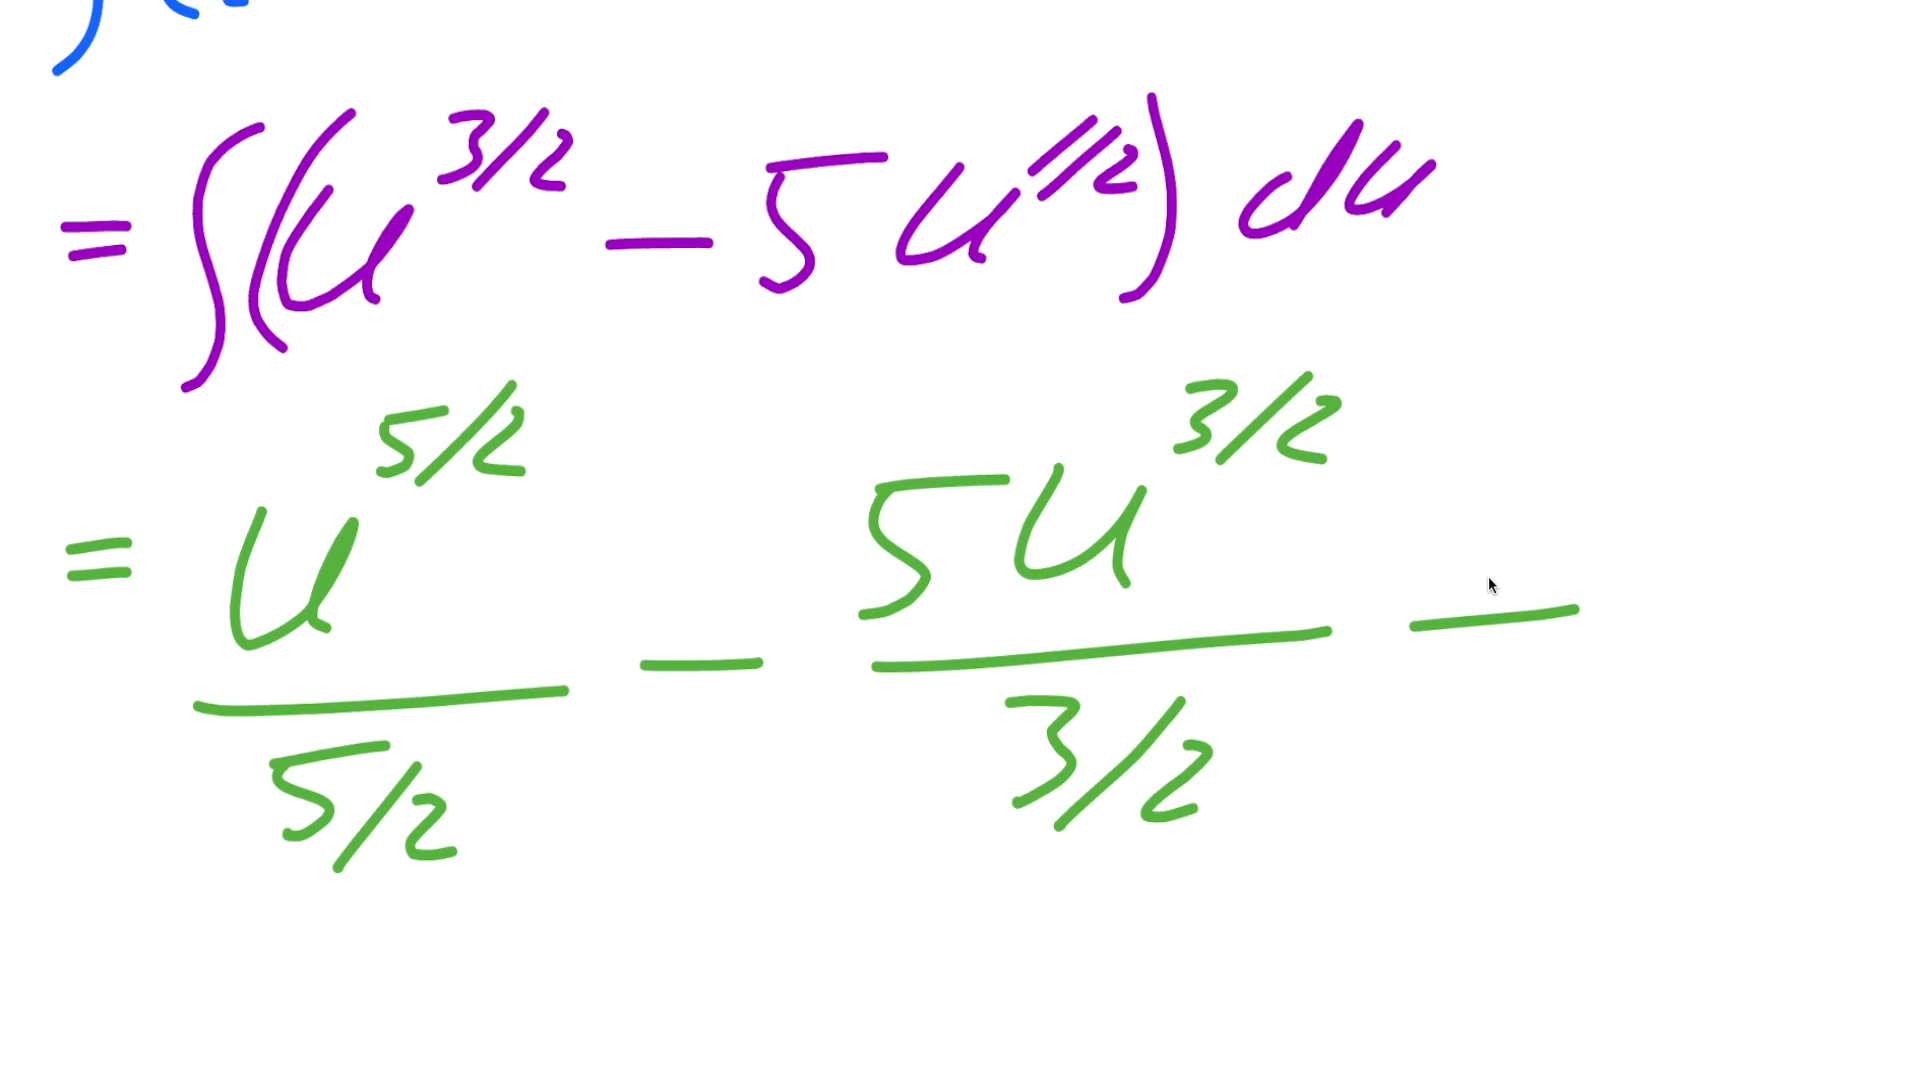 = ∫(u^{3/2} − 5u^{1/2}) du
= u^{5/2}/(5/2) − 5u^{3/2}/(3/2) −